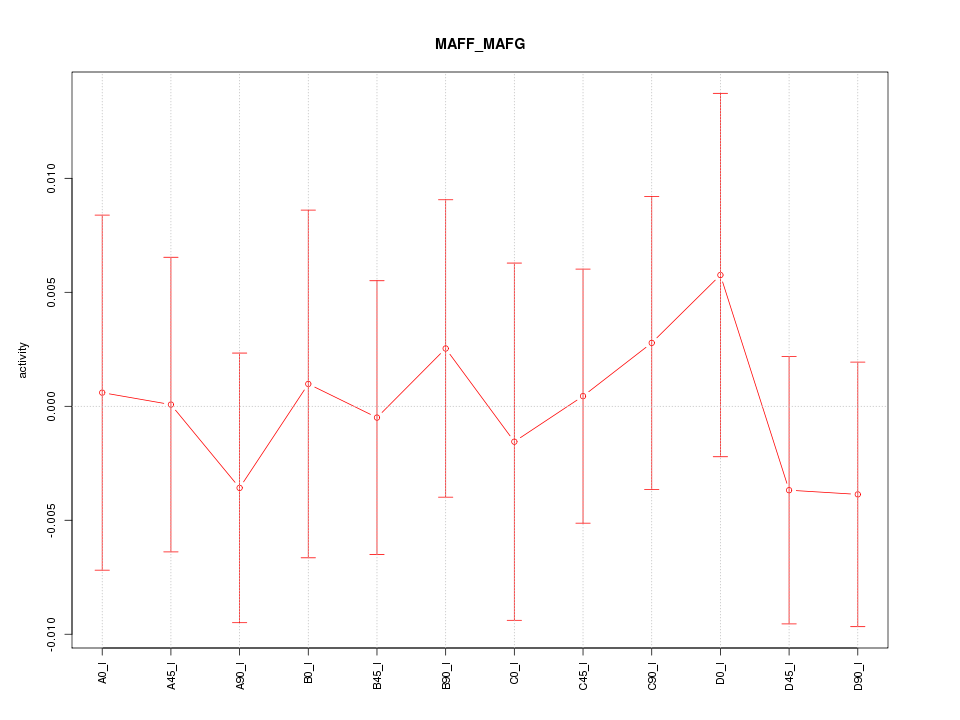 MAFF_MAFG
activity
0.010
0.005
0.000
-0.005
-0.010
A0_I
A45_I
A90_I
B0_I
B45_I
B90_I
C0_I
C45_I
C90_I
D0_I
D45_I
D90_I